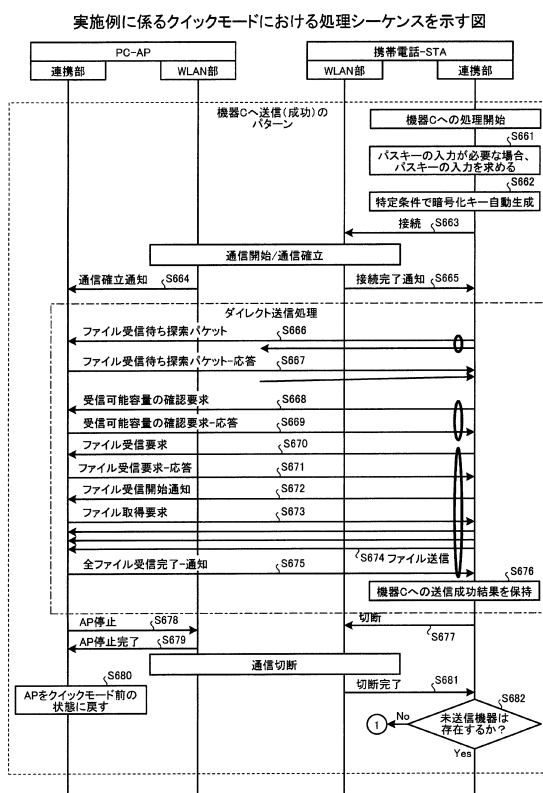 実施例に係るクイックモードにおける処理シーケンスを示す図
PC-AP
携帯電話-STA
連携部
WLAN部
WLAN部
連携部
機器Cへ送信(成功)の
パターン
機器Cへの処理開始
S661
パスキーの入力が必要な場合、
パスキーの入力を求める
S662
特定条件で暗号化キー自動生成
接続
S663
通信開始/通信確立
通信確立通知
S664
接続完了通知
S665
ダイレクト送信処理
ファイル受信待ち探索パケット
S666
ファイル受信待ち探索パケット-応答
S667
受信可能容量の確認要求
S668
受信可能容量の確認要求-応答
S669
ファイル受信要求
S670
ファイル受信要求-応答
S671
ファイル受信開始通知
S672
ファイル取得要求
S673
S674
ファイル送信
全ファイル受信完了-通知
S675
S676
機器Cへの送信成功結果を保持
AP停止
S678
切断
S677
AP停止完了
S679
通信切断
S680
APをクイックモード前の
状態に戻す
切断完了
S681
S682
未送信機器は
存在するか？
No
1
Yes